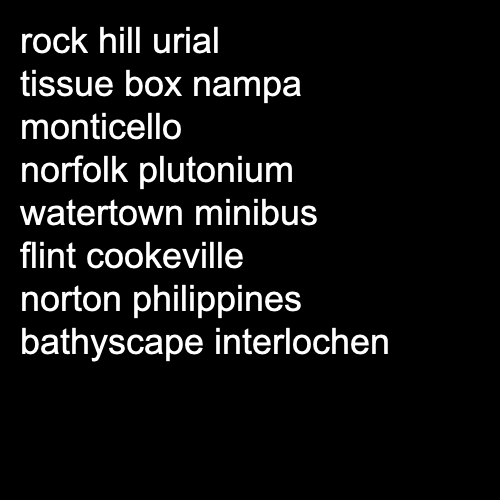 rock hill urial
tissue box nampa
monticello
norfolk plutonium
watertown minibus
flint cookeville
norton philippines
bathyscape interlochen